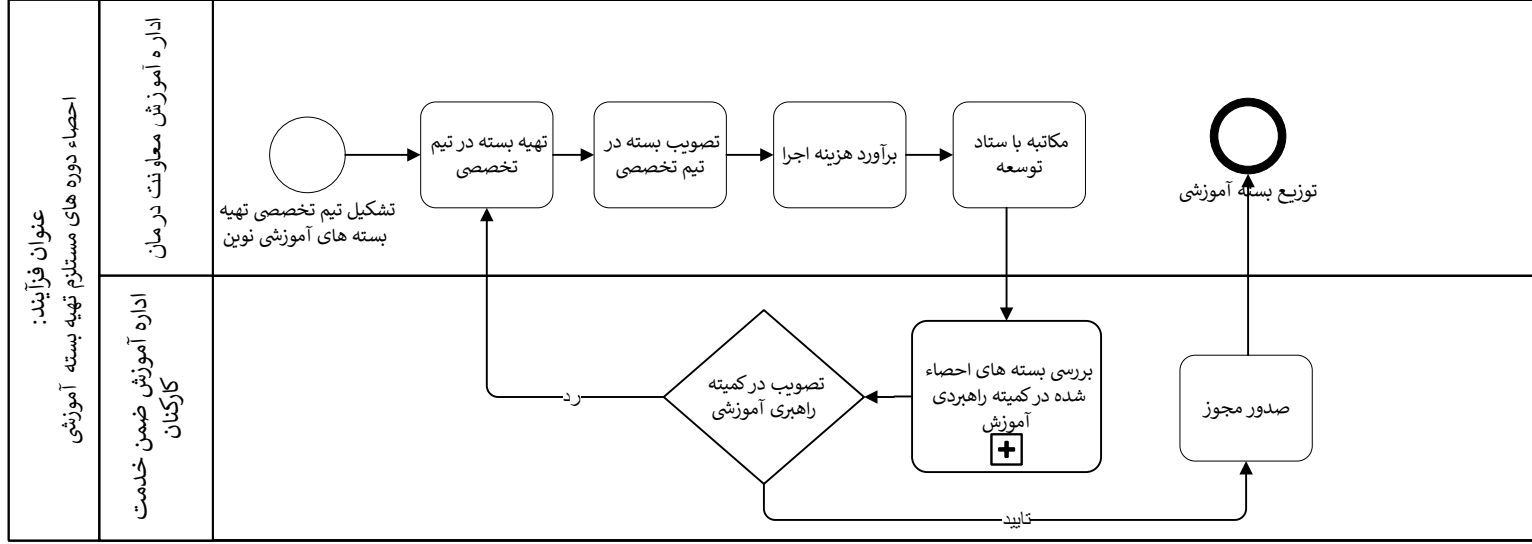 عنوان فرآیند:
احصاء دوره های مستلزم تهیه بسته آموزشی
اداره آموزش معاونت درمان
تشکیل تیم تخصصی تهیه
بسته های آموزشی نوین
تهیه بسته در تیم
تخصصی
تصویب بسته در
تیم تخصصی
برآورد هزینه اجرا
مکاتبه با ستاد
توسعه
توزیع بسته آموزشی
اداره آموزش ضمن خدمت
کارکنان
رد
تصویب در کمیته
راهبری آموزشی
بررسی بسته های احصاء
شده در کمیته راهبردی
آموزش
صدور مجوز
تایید